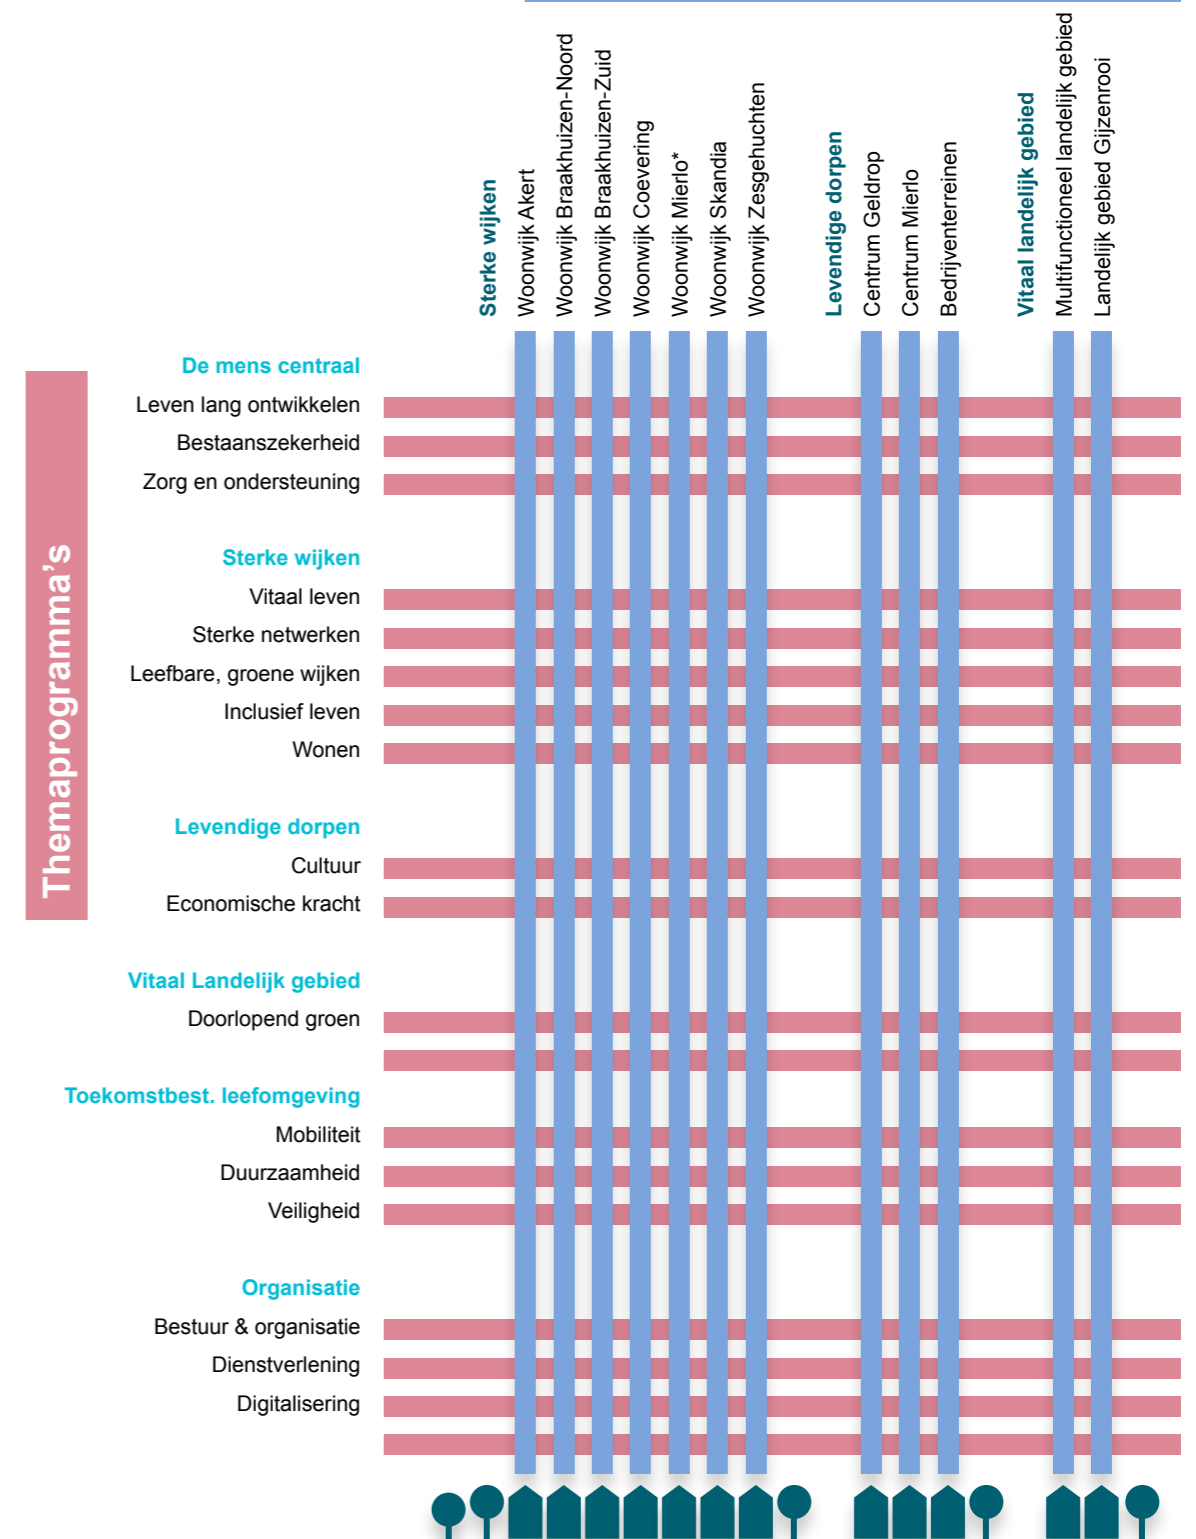 Sterke wijken
Woonwijk Akert
Woonwijk Braakhuizen-Noord
Woonwijk Braakhuizen-Zuid
Woonwijk Coevering
Woonwijk Mierlo*
Woonwijk Skandia
Woonwijk Zesgehuchten
Levendige dorpen
Centrum Geldrop
Centrum Mierlo
Bedrijventerreinen
Vitaal landelijk gebied
Multifunctioneel landelijk gebied
Landelijk gebied Gijzenrooi
Themaprogramma's
De mens centraal
Leven lang ontwikkelen
Bestaanszekerheid
Zorg en ondersteuning
Sterke wijken
Vitaal leven
Sterke netwerken
Leefbare, groene wijken
Inclusief leven
Wonen
Levendige dorpen
Cultuur
Economische kracht
Vitaal Landelijk gebied
Doorlopend groen
Toekomstbest. leefomgeving
Mobiliteit
Duurzaamheid
Veiligheid
Organisatie
Bestuur & organisatie
Dienstverlening
Digitalisering